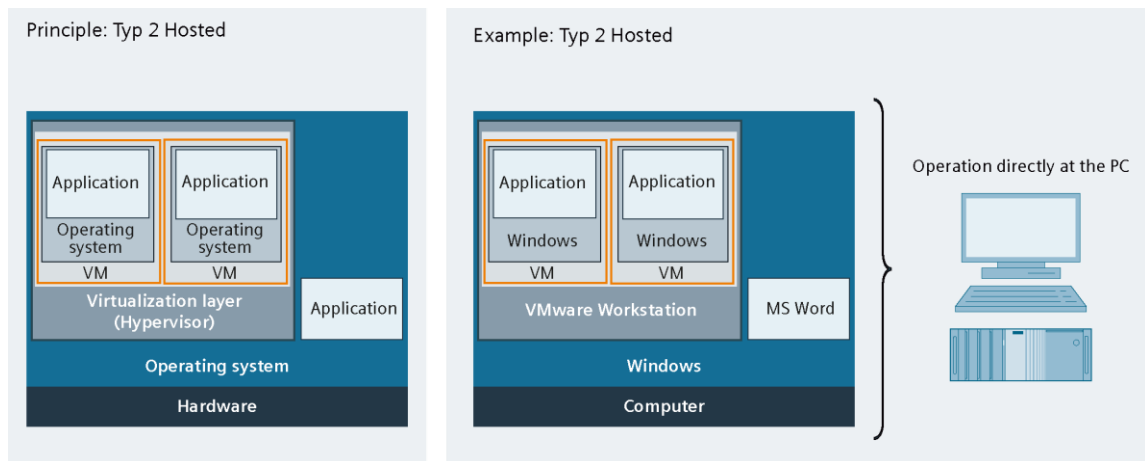 Principle: Typ 2 Hosted
Application
Operating
system
VM
Application
Operating
system
VM
Virtualization layer
(Hypervisor)
Application
Operating system
Hardware
Example: Typ 2 Hosted
Application
Windows
VM
Application
Windows
VM
VMware Workstation
MS Word
Windows
Computer
Operation directly at the PC